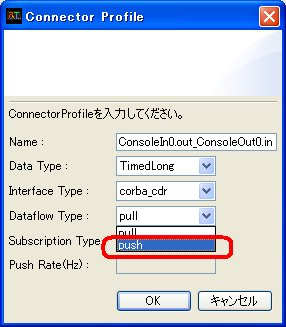 Connector Profile
ConnectorProfileを入力してください。
Name : ConsoleIn0.out_ConsoleOut0.in
Data Type : TimedLong
Interface Type : corba_cdr
Dataflow Type : pull
pull
Subscription Type push
Push Rate(Hz) :
OK キャンセル